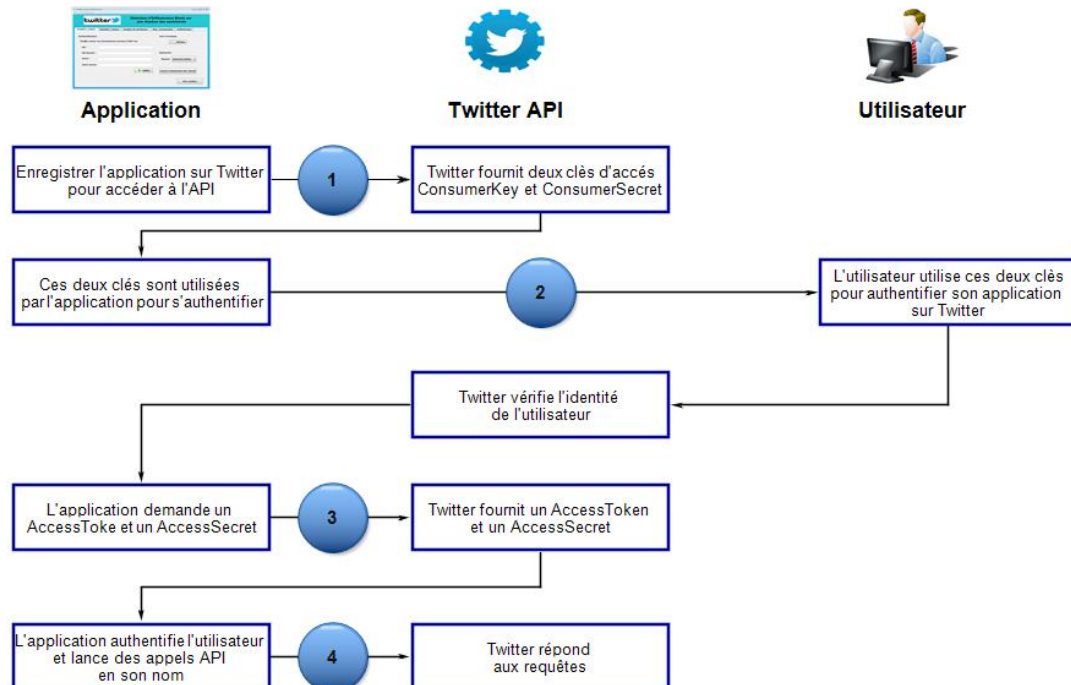 twitter
Application
Twitter API
Utilisateur
Enregistrer l'application sur Twitter
pour accéder à l'API
1
Twitter fournit deux clès d'accés
ConsumerKey et ConsumerSecret
Ces deux clés sont utilisées
par l'application pour s'authentifier
2
L'utilisateur utilise ces deux clès
pour authentifier son application
sur Twitter
Twitter vérifie l'identité
de l'utilisateur
L'application demande un
AccessToke et un AccessSecret
3
Twitter fournit un AccessToken
et un AccessSecret
L'application authentifie l'utilisateur
et lance des appels API
en son nom
4
Twitter répond
aux requêtes